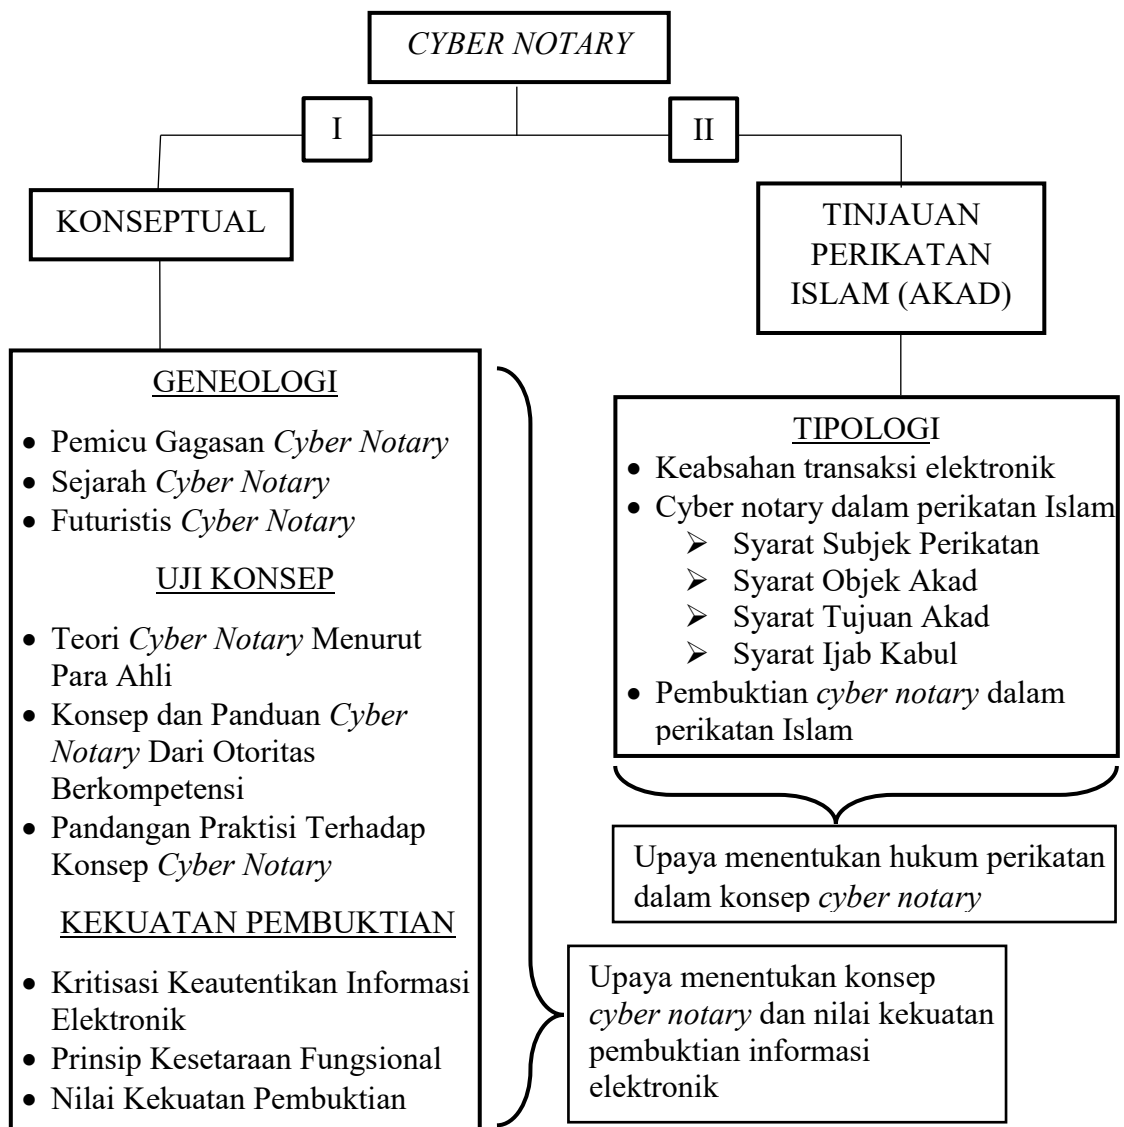 CYBER NOTARY
I
II
KONSEPTUAL
TINJAUAN
PERIKATAN
ISLAM (AKAD)
GENEOLOGI
• Pemicu Gagasan Cyber Notary
• Sejarah Cyber Notary
• Futuristis Cyber Notary
UJI KONSEP
• Teori Cyber Notary Menurut
Para Ahli
• Konsep dan Panduan Cyber
Notary Dari Otoritas
Berkompetensi
• Pandangan Praktisi Terhadap
Konsep Cyber Notary
KEKUATAN PEMBUKTIAN
• Kritisasi Keautentikan Informasi
Elektronik
• Prinsip Kesetaraan Fungsional
• Nilai Kekuatan Pembuktian
TIPOLOGI
• Keabsahan transaksi elektronik
• Cyber notary dalam perikatan Islam
➢ Syarat Subjek Perikatan
➢ Syarat Objek Akad
➢ Syarat Tujuan Akad
➢ Syarat Ijab Kabul
• Pembuktian cyber notary dalam
perikatan Islam
Upaya menentukan hukum perikatan
dalam konsep cyber notary
Upaya menentukan konsep
cyber notary dan nilai kekuatan
pembuktian informasi
elektronik